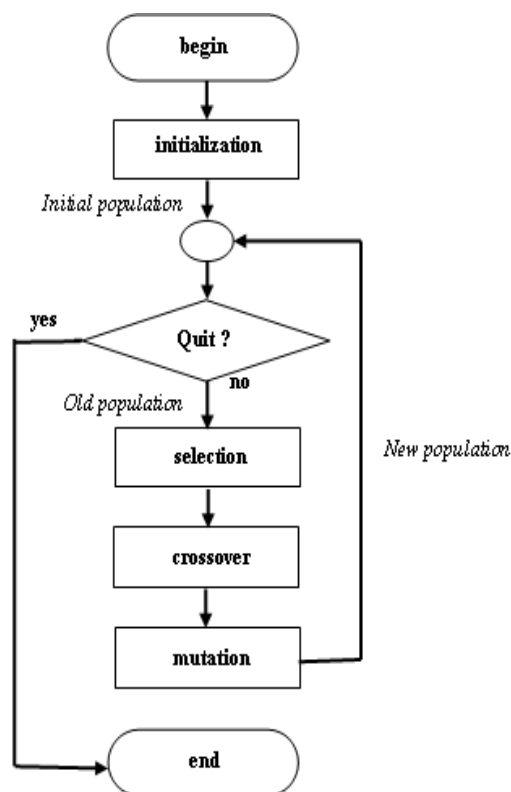 begin
initialization
Initial population
yes
Quit ?
no
Old population
selection
New population
crossover
mutation
end